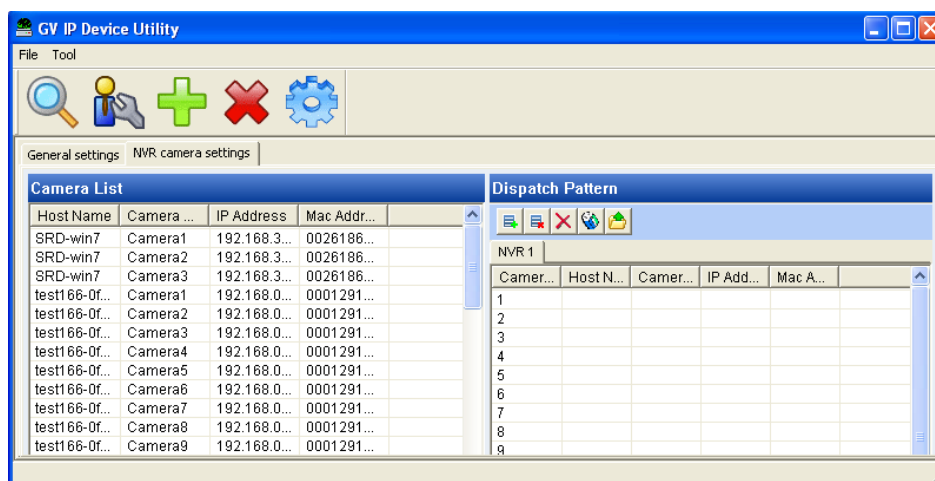 GV IP Device Utility
File Tool
General settings NVR camera settings
Camera List
Host Name Camera ... IP Address Mac Addr...
SRD-win7 Camera1 192.168.3... 0026186...
SRD-win7 Camera2 192.168.3... 0026186...
SRD-win7 Camera3 192.168.3... 0026186...
test166-0f... Camera1 192.168.0... 0001291...
test166-0f... Camera2 192.168.0... 0001291...
test166-0f... Camera3 192.168.0... 0001291...
test166-0f... Camera4 192.168.0... 0001291...
test166-0f... Camera5 192.168.0... 0001291...
test166-0f... Camera6 192.168.0... 0001291...
test166-0f... Camera7 192.168.0... 0001291...
test166-0f... Camera8 192.168.0... 0001291...
test166-0f... Camera9 192.168.0... 0001291...
Dispatch Pattern
NVR 1
Camer... Host N... Camer... IP Add... Mac A...
1
2
3
4
5
6
7
8
9